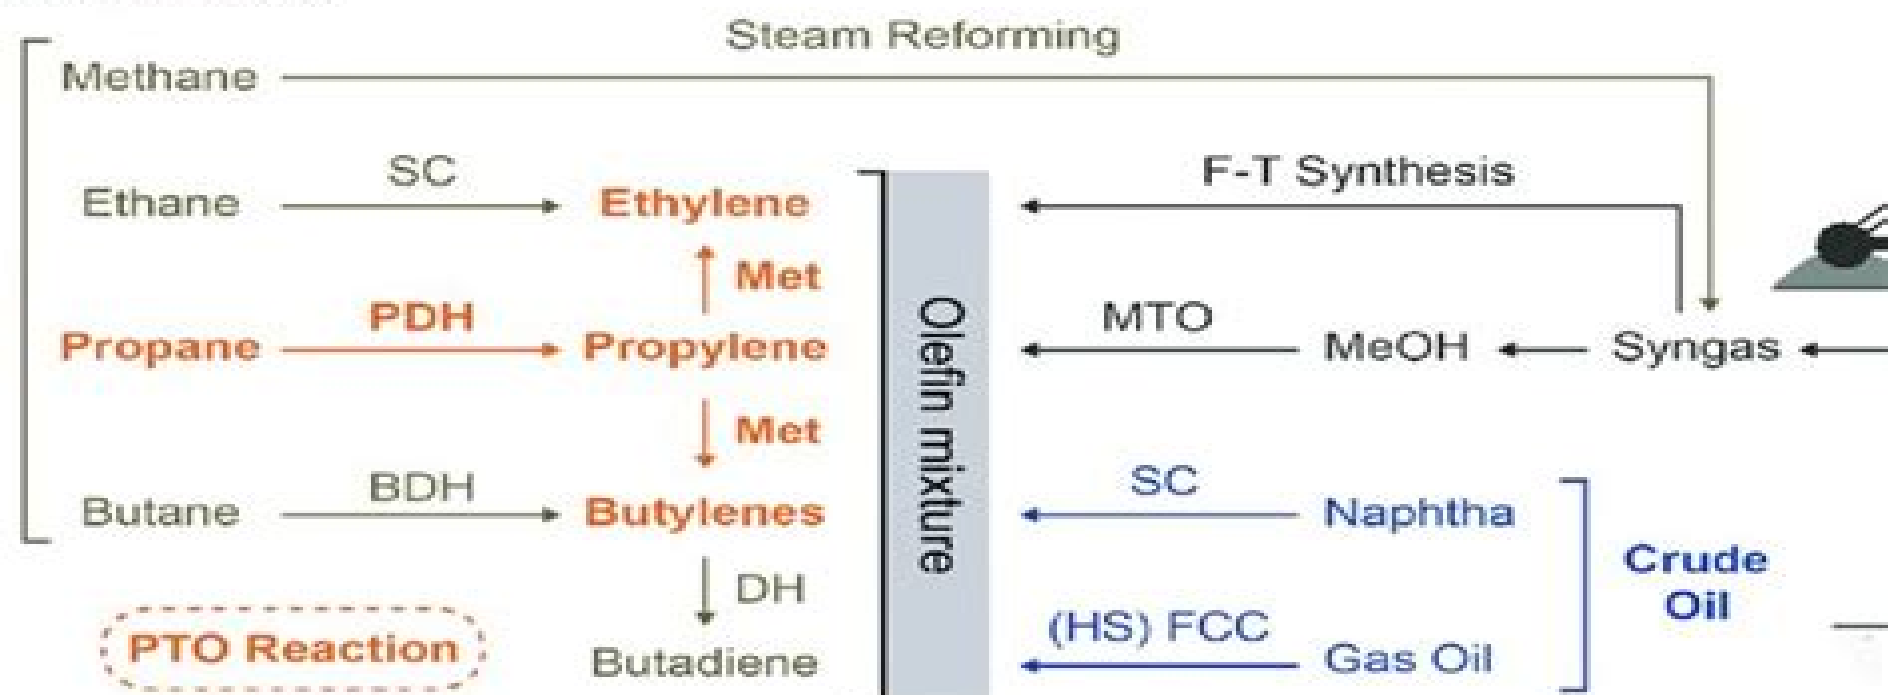 Steam Reforming
Methane
SC
F-T Synthesis
Ethane
Ethylene
Met
PDH
MTO
Propane
Propylene
MeOH
Syngas
Olefin mixture
Met
BDH
SC
Butane
Butylenes
Naphtha
Crude
Oil
DH
(HS) FCC
PTO Reaction
Butadiene
Gas Oil